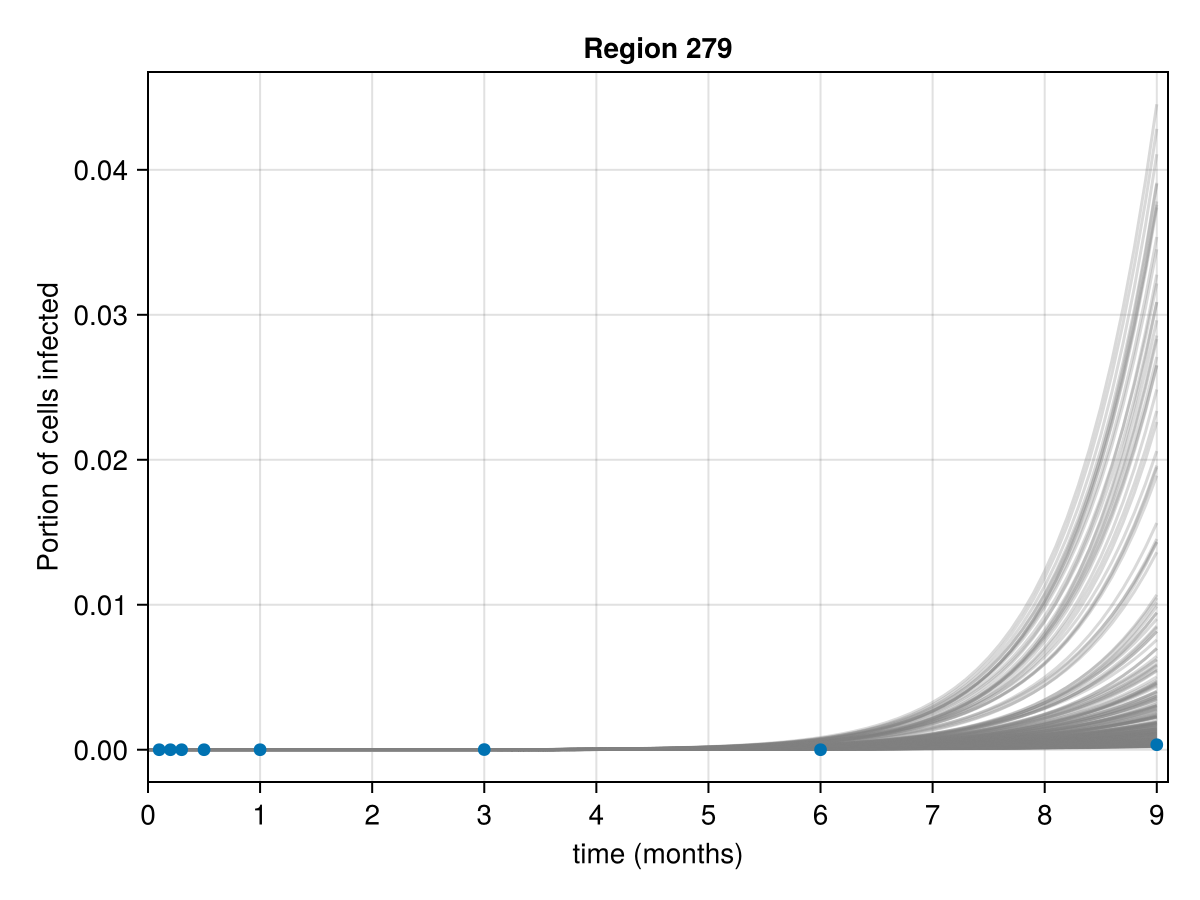 Region 279
Portion of cells infected
0.04
0.03
0.02
0.01
0.00
0 1 2 3 4 5 6 7 8 9
time (months)